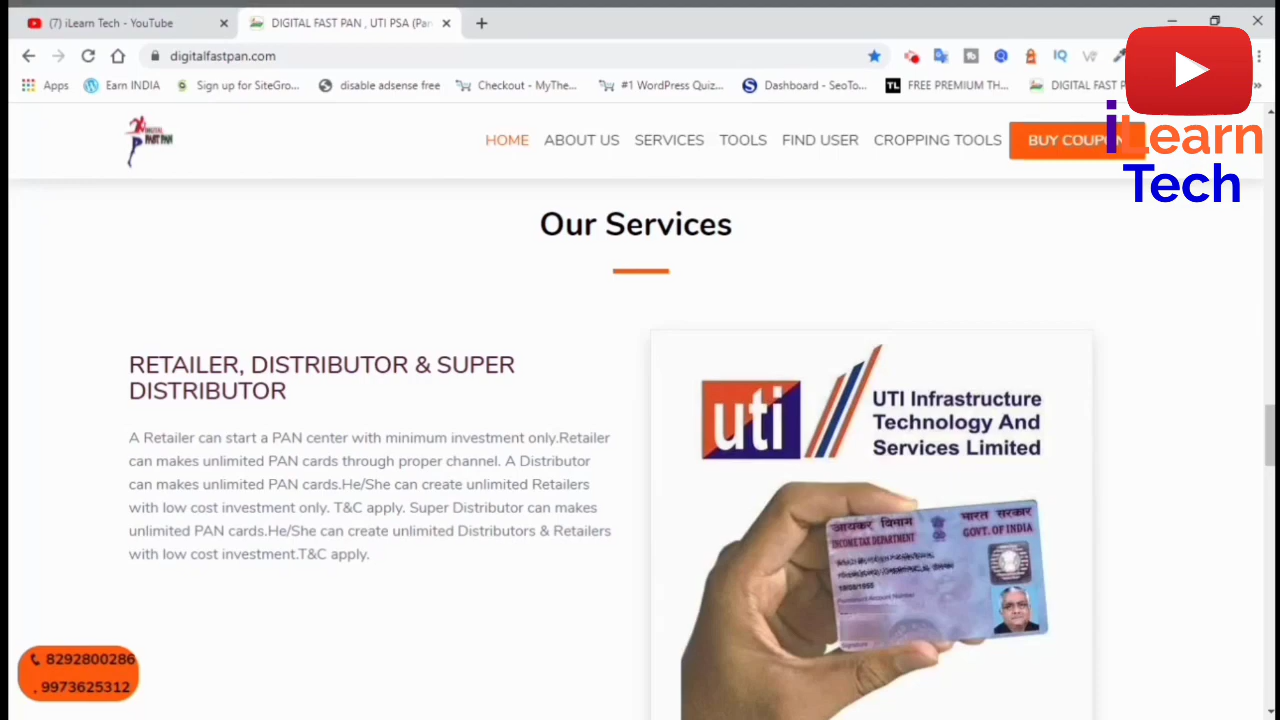 (7) iLearn Tech - YouTube
DIGITAL FAST PAN , UTI PSA (Pan
digitalfastpan.com
Apps
Earn INDIA
Sign up for SiteGro...
disable adsense free
Checkout - MyThe...
#1 WordPress Quiz...
Dashboard - SeoTo...
FREE PREMIUM TH...
DIGITAL FAST P
iLearn
Tech
HOME
ABOUT US
SERVICES
TOOLS
FIND USER
CROPPING TOOLS
BUY COUPON
Our Services
RETAILER, DISTRIBUTOR & SUPER
DISTRIBUTOR
A Retailer can start a PAN center with minimum investment only.Retailer
can makes unlimited PAN cards through proper channel. A Distributor
can makes unlimited PAN cards.He/She can create unlimited Retailers
with low cost investment only. T&C apply. Super Distributor can makes
unlimited PAN cards.He/She can create unlimited Distributors & Retailers
with low cost investment.T&C apply.
uti
UTI Infrastructure
Technology And
Services Limited
आयकर विभाग
INCOME TAX DEPARTMENT
भारत सरकार
GOVT. OF INDIA
Permanent Account Number
Signature
8292800286
, 9973625312